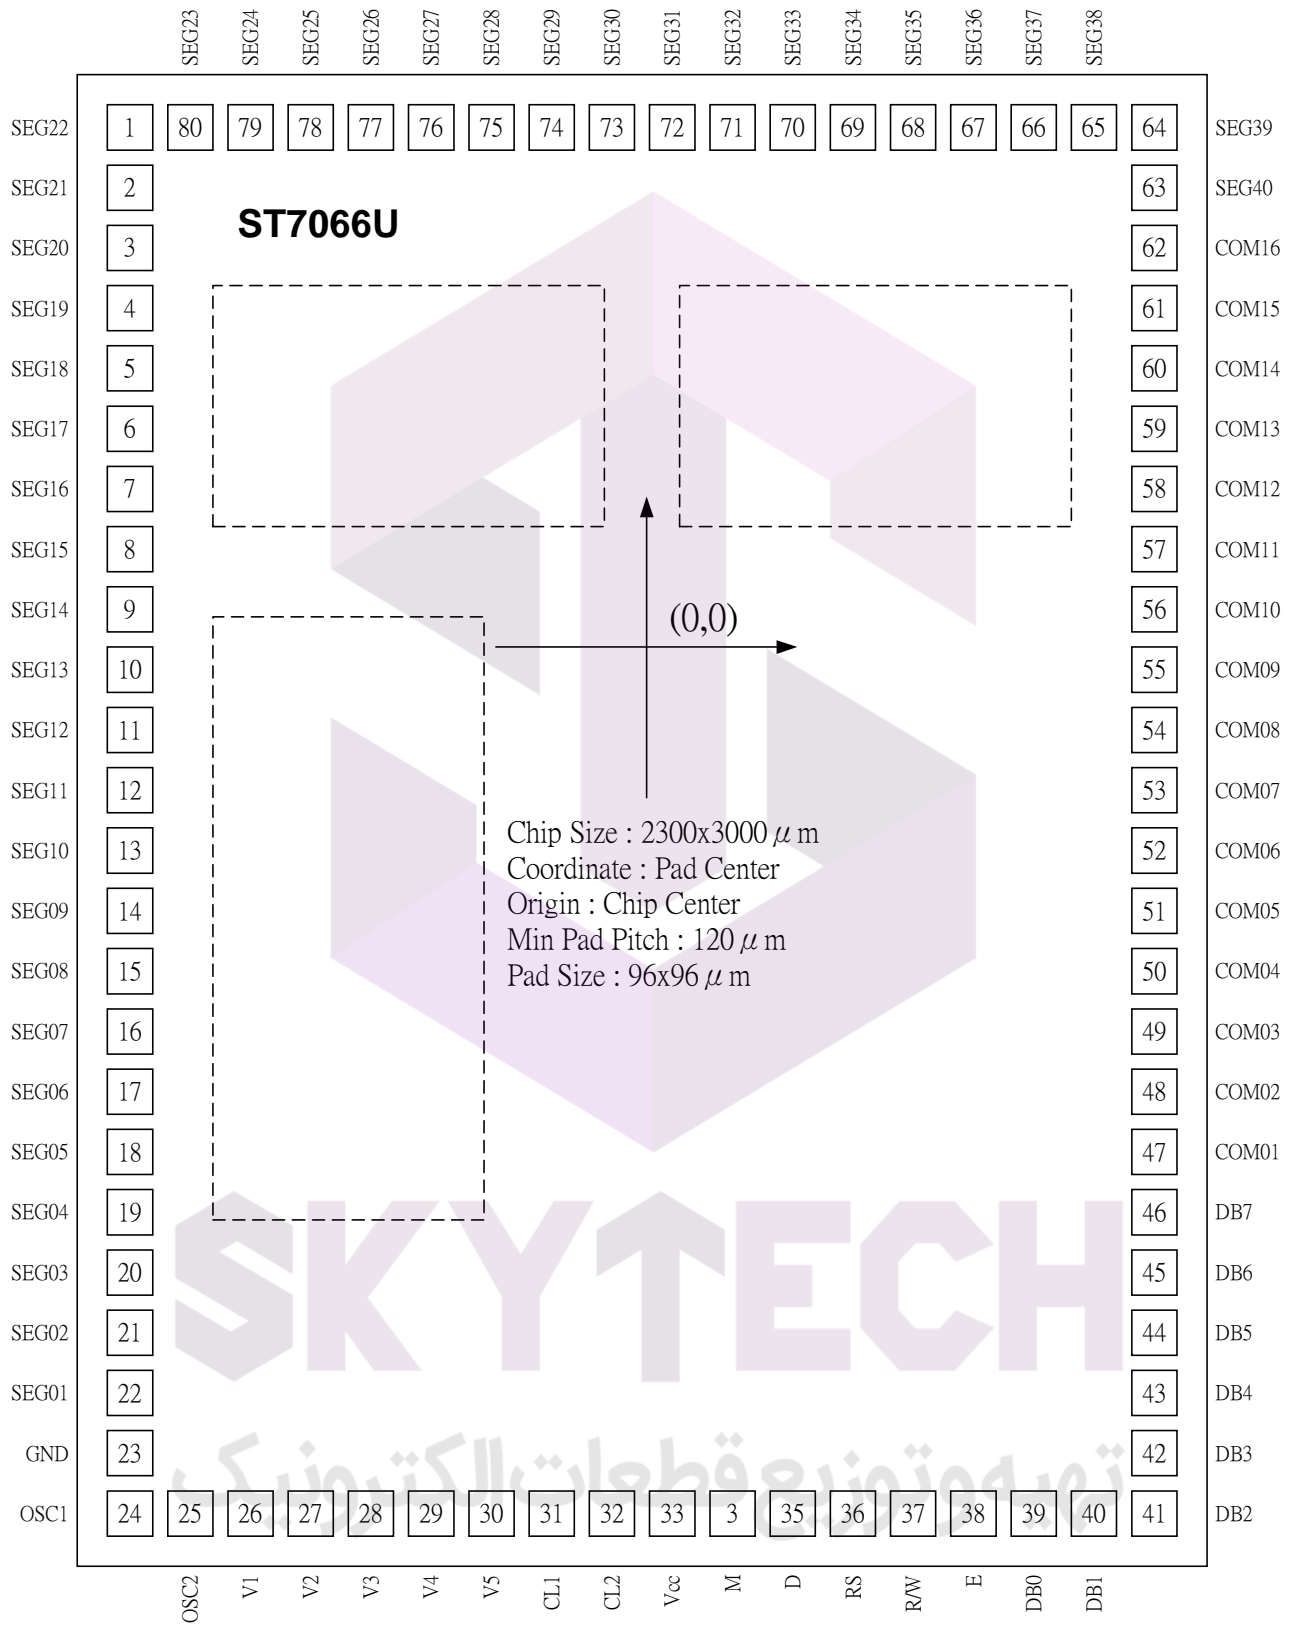 SEG23 SEG24 SEG25 SEG26 SEG27 SEG28 SEG29 SEG30 SEG31 SEG32 SEG33 SEG34 SEG35 SEG36 SEG37 SEG38
SEG22 1 80 79 78 77 76 75 74 73 72 71 70 69 68 67 66 65 64 SEG39
SEG21 2 63 SEG40
ST7066U
SEG20 3 62 COM16
SEG19 4 61 COM15
SEG18 5 60 COM14
SEG17 6 59 COM13
SEG16 7 58 COM12
SEG15 8 57 COM11
SEG14 9 (0,0) 56 COM10
SEG13 10 55 COM09
SEG12 11 54 COM08
SEG11 12 53 COM07
Chip Size : 2300x3000 μ m
SEG10 13 52 COM06
Coordinate : Pad Center
SEG09 14 Origin : Chip Center 51 COM05
Min Pad Pitch : 120 μ m
SEG08 15 Pad Size : 96x96 μ m 50 COM04
SEG07 16 49 COM03
SEG06 17 48 COM02
SEG05 18 47 COM01
SEG04 19 46 DB7
SEG03 20 45 DB6
SKYTECH
SEG02 21 44 DB5
SEG01 22 43 DB4
GND 23 42 DB3
تهیه و توزیع قطعات الکترونیک
OSC1 24 25 26 27 28 29 30 31 32 33 3 35 36 37 38 39 40 41 DB2
OSC2 V1 V2 V3 V4 V5 CL1 CL2 Vcc M D RS R/W E DB0 DB1